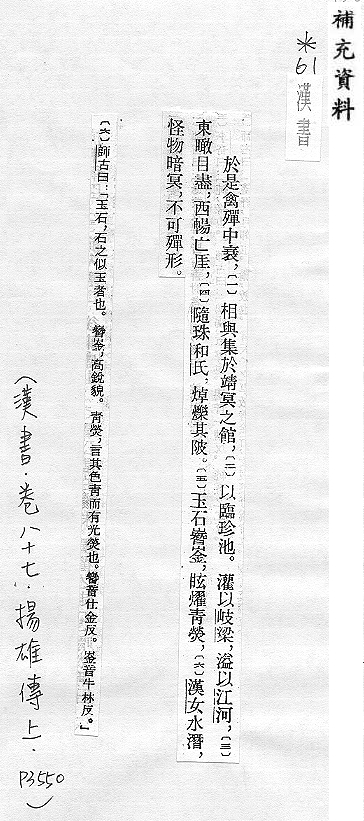 補充資料
*61漢書
於是禽殫中衰,〔一〕相與集於靖冥之館,〔二〕以臨珍池。灌以岐梁,溢以江河,〔三〕
東瞰目盡,西暢亡厓,〔四〕隨珠和氏,焯爍其陂。〔五〕玉石嶜崟,眩燿青熒,〔六〕漢女水潛,
怪物暗冥,不可殫形。
〔六〕師古曰:「玉石,石之似玉者也。嶜崟,高銳貌。青熒,言其色青而有光熒也。嶜音仕金反。崟音牛林反。」
(漢書.卷八十七.揚雄傳上.P3550)